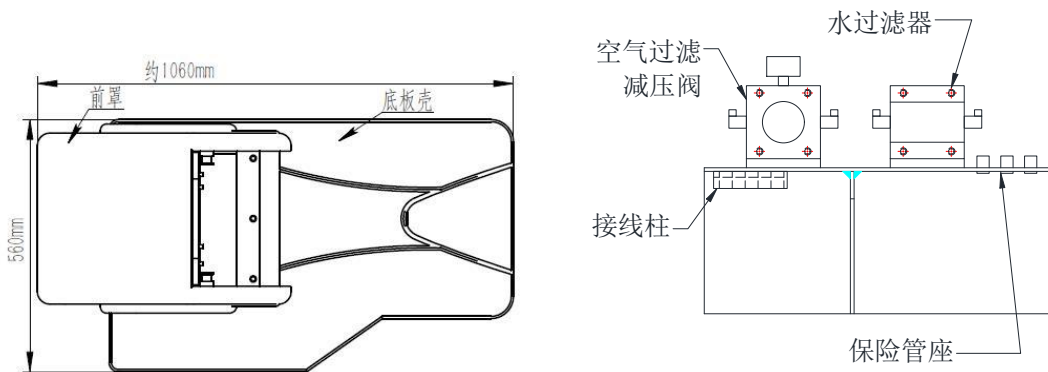 约1060mm
前罩
底板壳
560mm
空气过滤
减压阀
水过滤器
接线柱
保险管座